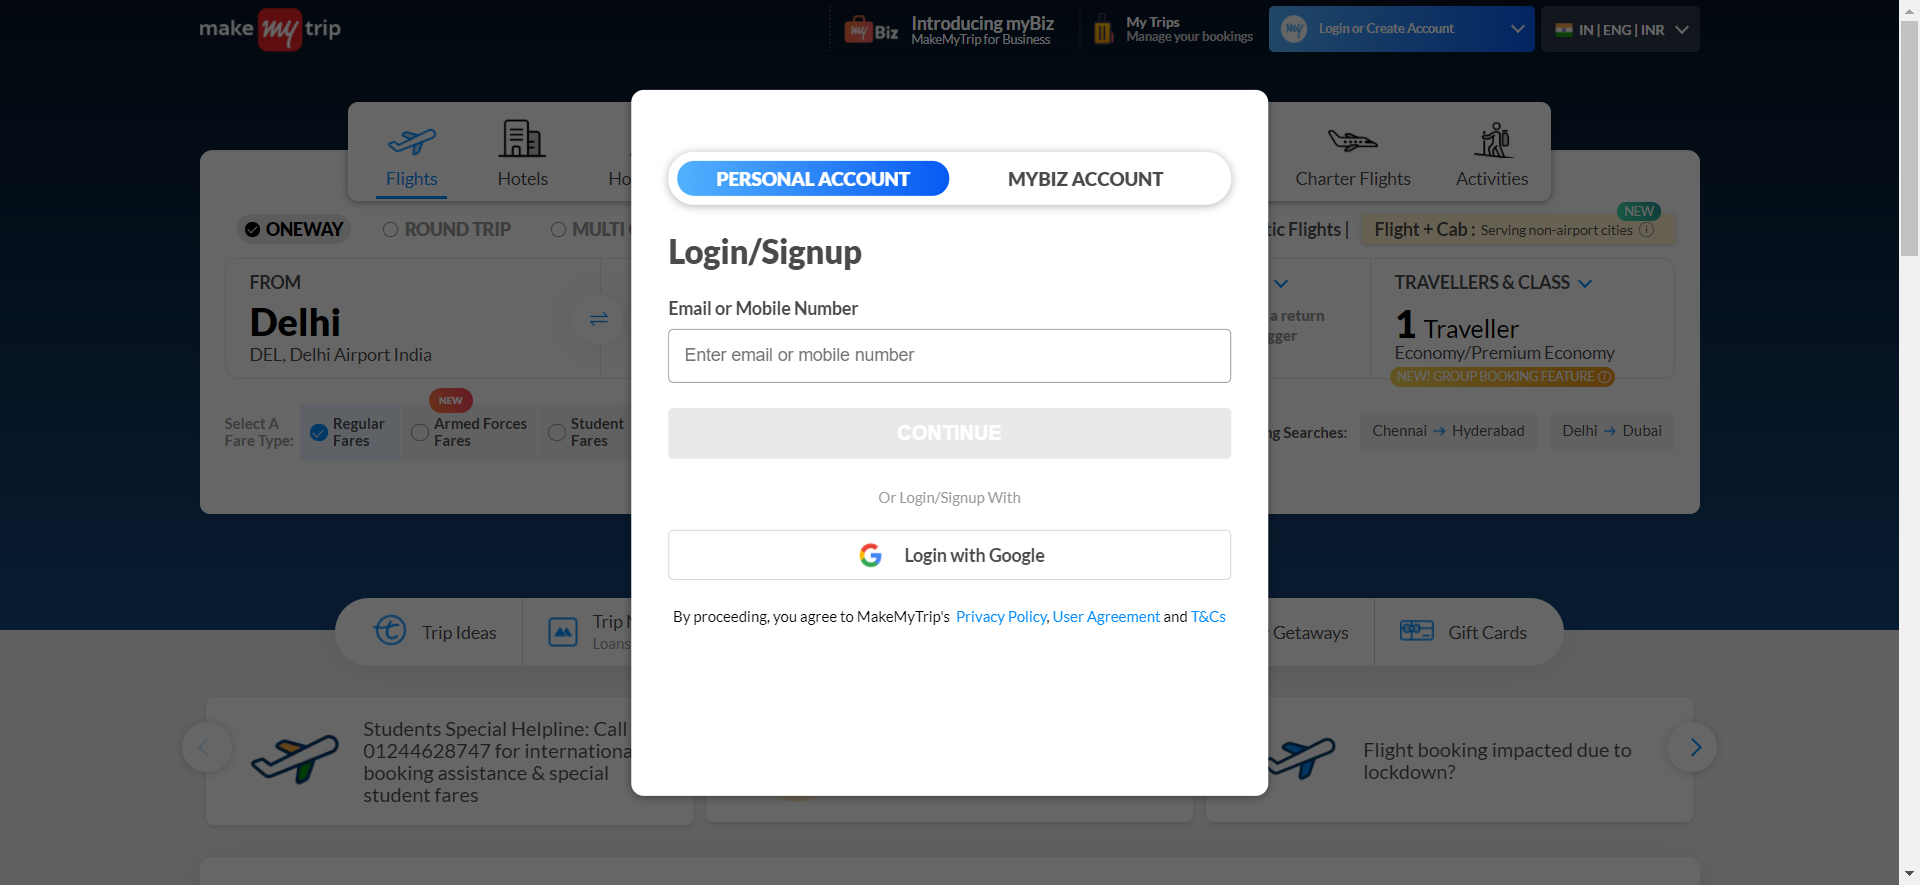 make my trip
my Biz
Introducing myBiz
MakeMyTrip for Business
My Trips
Manage your bookings
my
Login or Create Account
IN | ENG | INR
Flights
Hotels
Ho
Charter Flights
Activities
PERSONAL ACCOUNT
MYBIZ ACCOUNT
ONEWAY
ROUND TRIP
MULTI
tic Flights |
NEW
Flight + Cab : Serving non-airport cities
Login/Signup
FROM
Delhi
DEL, Delhi Airport India
Email or Mobile Number
Enter email or mobile number
a return
gger
TRAVELLERS & CLASS
1 Traveller
Economy/Premium Economy
NEW! GROUP BOOKING FEATURE
Select A
Fare Type:
Regular
Fares
NEW
Armed Forces
Fares
Student
Fares
CONTINUE
ng Searches:
Chennai → Hyderabad
Delhi → Dubai
Or Login/Signup With
Login with Google
By proceeding, you agree to MakeMyTrip's Privacy Policy, User Agreement and T&Cs
Trip Ideas
Trip
Loans
Getaways
Gift Cards
Students Special Helpline: Call
01244628747 for internationa
booking assistance & special
student fares
Flight booking impacted due to
lockdown?